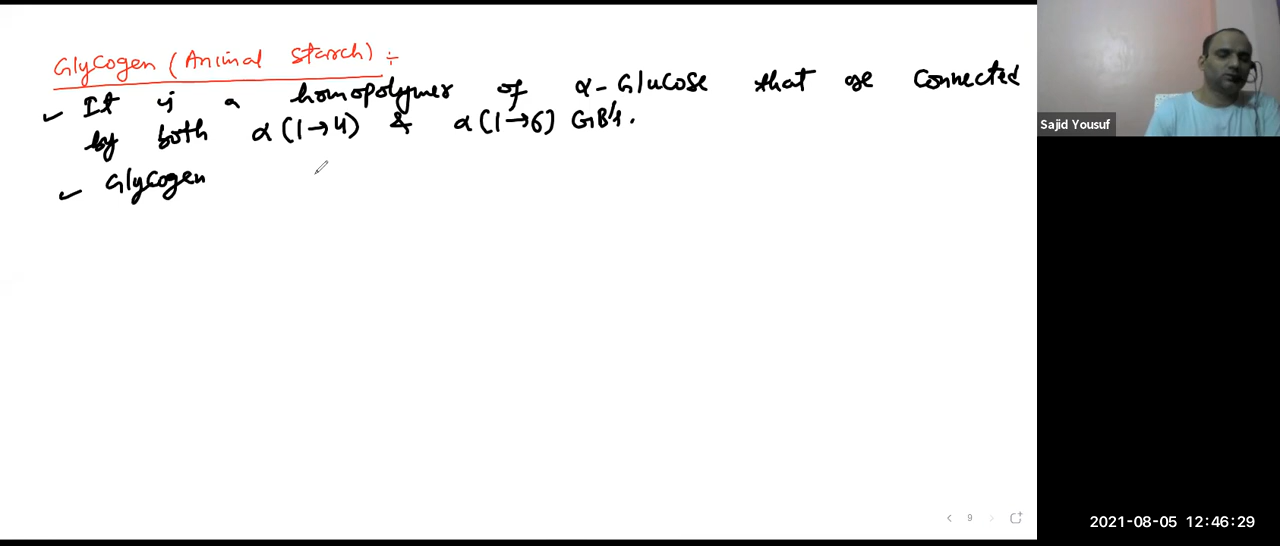 Glycogen (Animal Starch) :-
It is a homopolymer of α-Glucose that are connected
by both α(1→4) & α(1→6) GB's.
Glycogen
Sajid Yousuf
9
2021-08-05 12:46:29